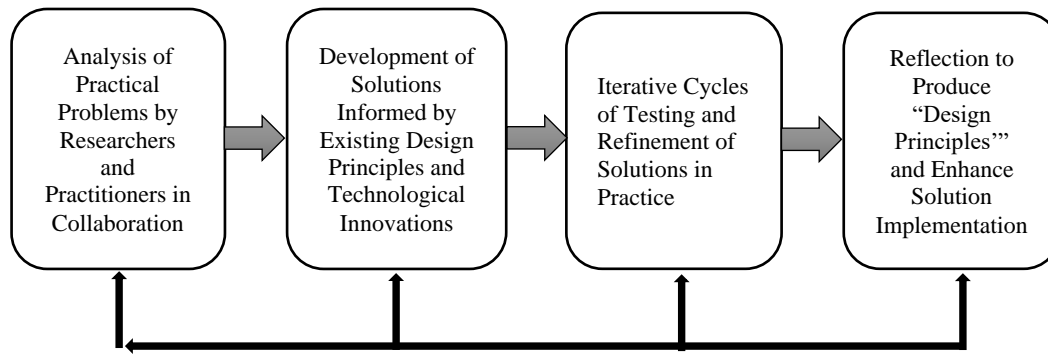 Analysis of
Practical
Problems by
Researchers
and
Practitioners in
Collaboration
Development of
Solutions
Informed by
Existing Design
Principles and
Technological
Innovations
Iterative Cycles
of Testing and
Refinement of
Solutions in
Practice
Reflection to
Produce
“Design
Principles’”
and Enhance
Solution
Implementation